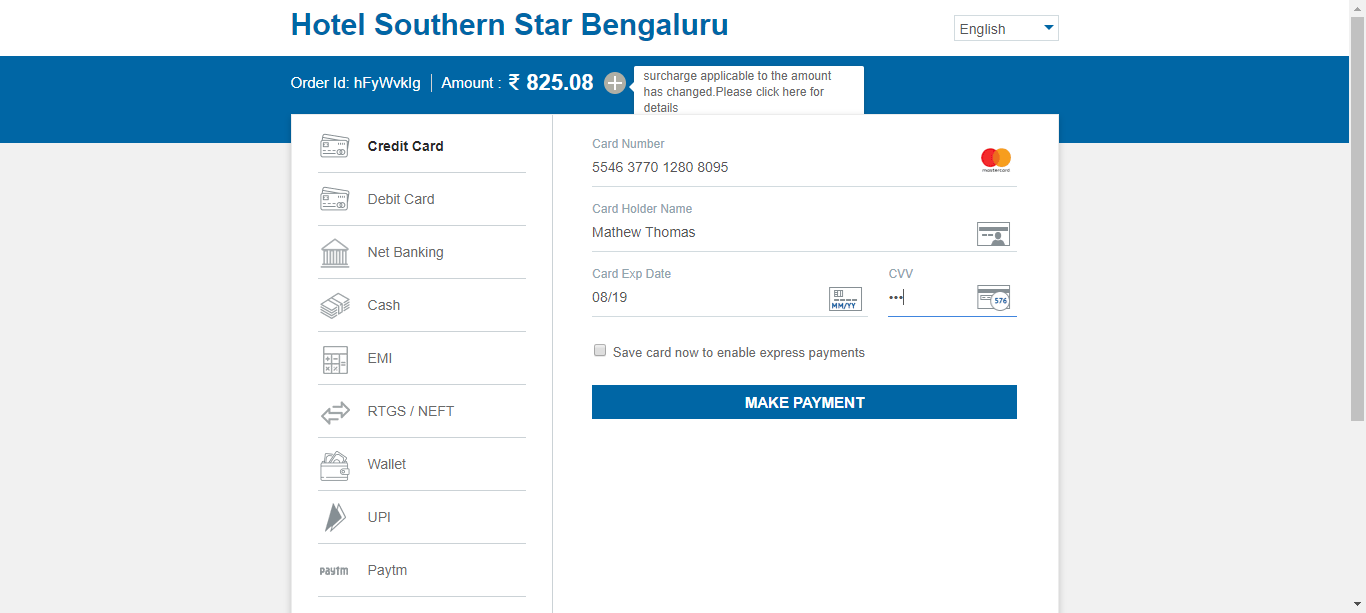 Hotel Southern Star Bengaluru
English
Order Id: hFyWvkIg
Amount : ₹ 825.08
surcharge applicable to the amount
has changed.Please click here for
details
Credit Card
Debit Card
Net Banking
Cash
EMI
RTGS / NEFT
Wallet
UPI
Paytm
Paytm
Card Number
5546 3770 1280 8095
mastercard
Card Holder Name
Mathew Thomas
Card Exp Date
08/19
MM/YY
CVV
•••
576
Save card now to enable express payments
MAKE PAYMENT